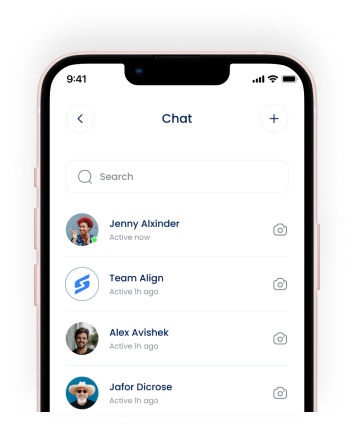 9:41
Chat
Search
Jenny Alxinder
Active now
Team Align
Active 1h ago
Alex Avishek
Active 1h ago
Jafor Dicrose
Active 1h ago